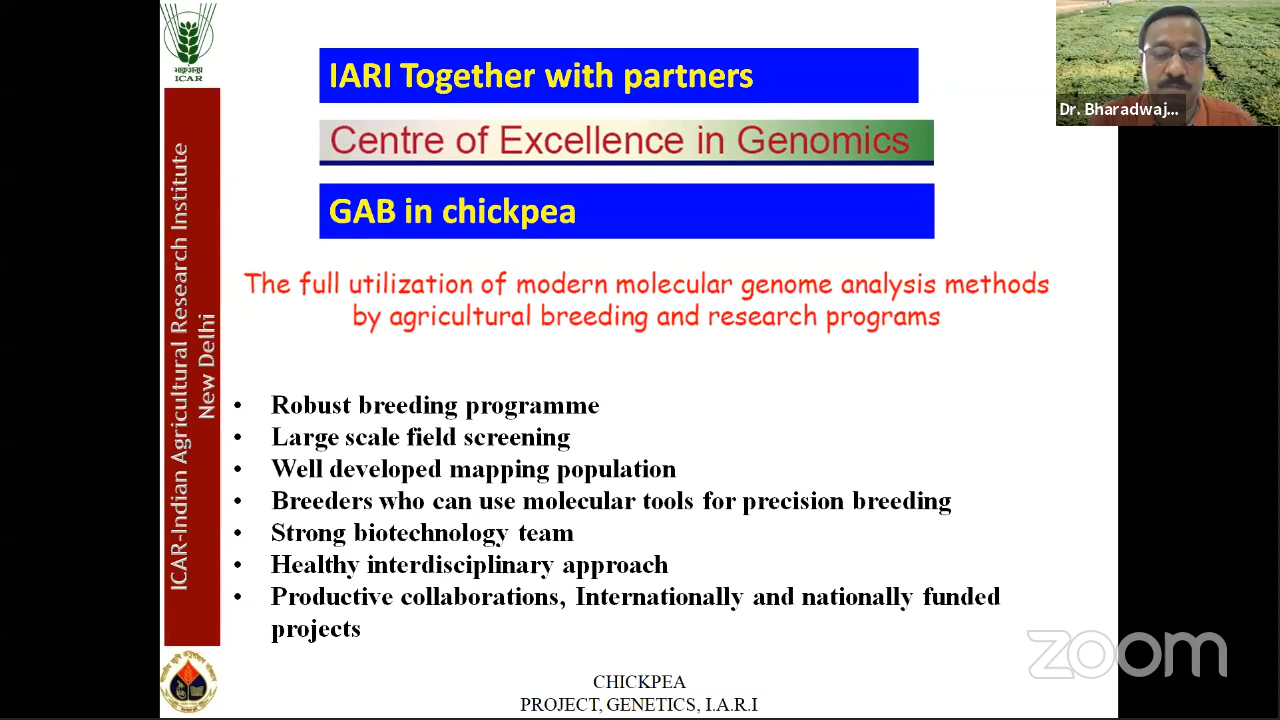 ICAR
ICAR-Indian Agricultural Research Institute
New Delhi
IARI Together with partners
Centre of Excellence in Genomics
GAB in chickpea
The full utilization of modern molecular genome analysis methods
by agricultural breeding and research programs
• Robust breeding programme
• Large scale field screening
• Well developed mapping population
• Breeders who can use molecular tools for precision breeding
• Strong biotechnology team
• Healthy interdisciplinary approach
• Productive collaborations, Internationally and nationally funded
projects
CHICKPEA
PROJECT, GENETICS, I.A.R.I
Dr. Bharadwaj...
zoom